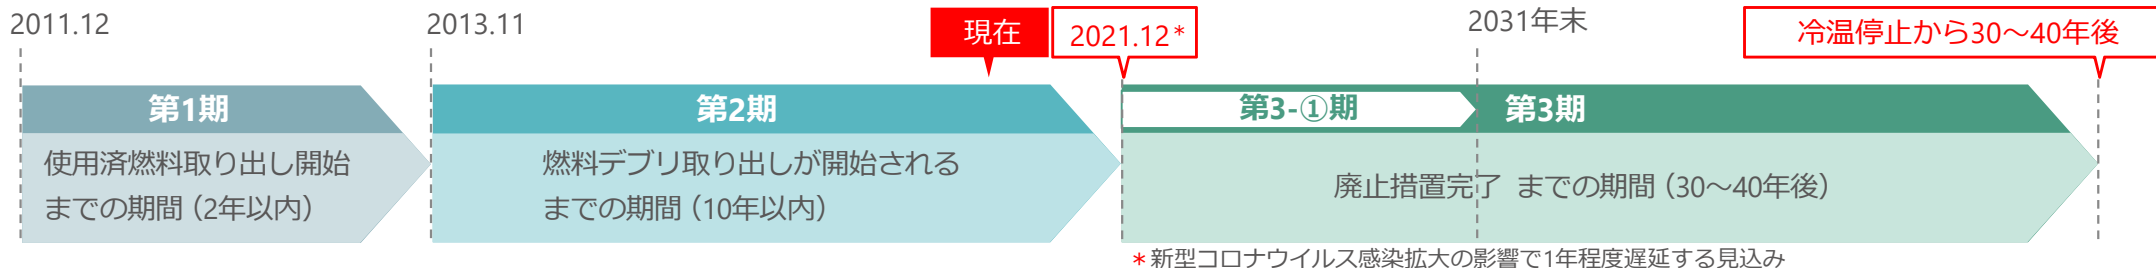 2011.12
2013.11
現在
2021.12*
2031年末
冷温停止から30～40年後
第1期
第2期
第3-①期
第3期
使用済燃料取り出し開始
までの期間（2年以内）
燃料デブリ取り出しが開始される
までの期間（10年以内）
廃止措置完了 までの期間（30～40年後）
*新型コロナウイルス感染拡大の影響で1年程度遅延する見込み